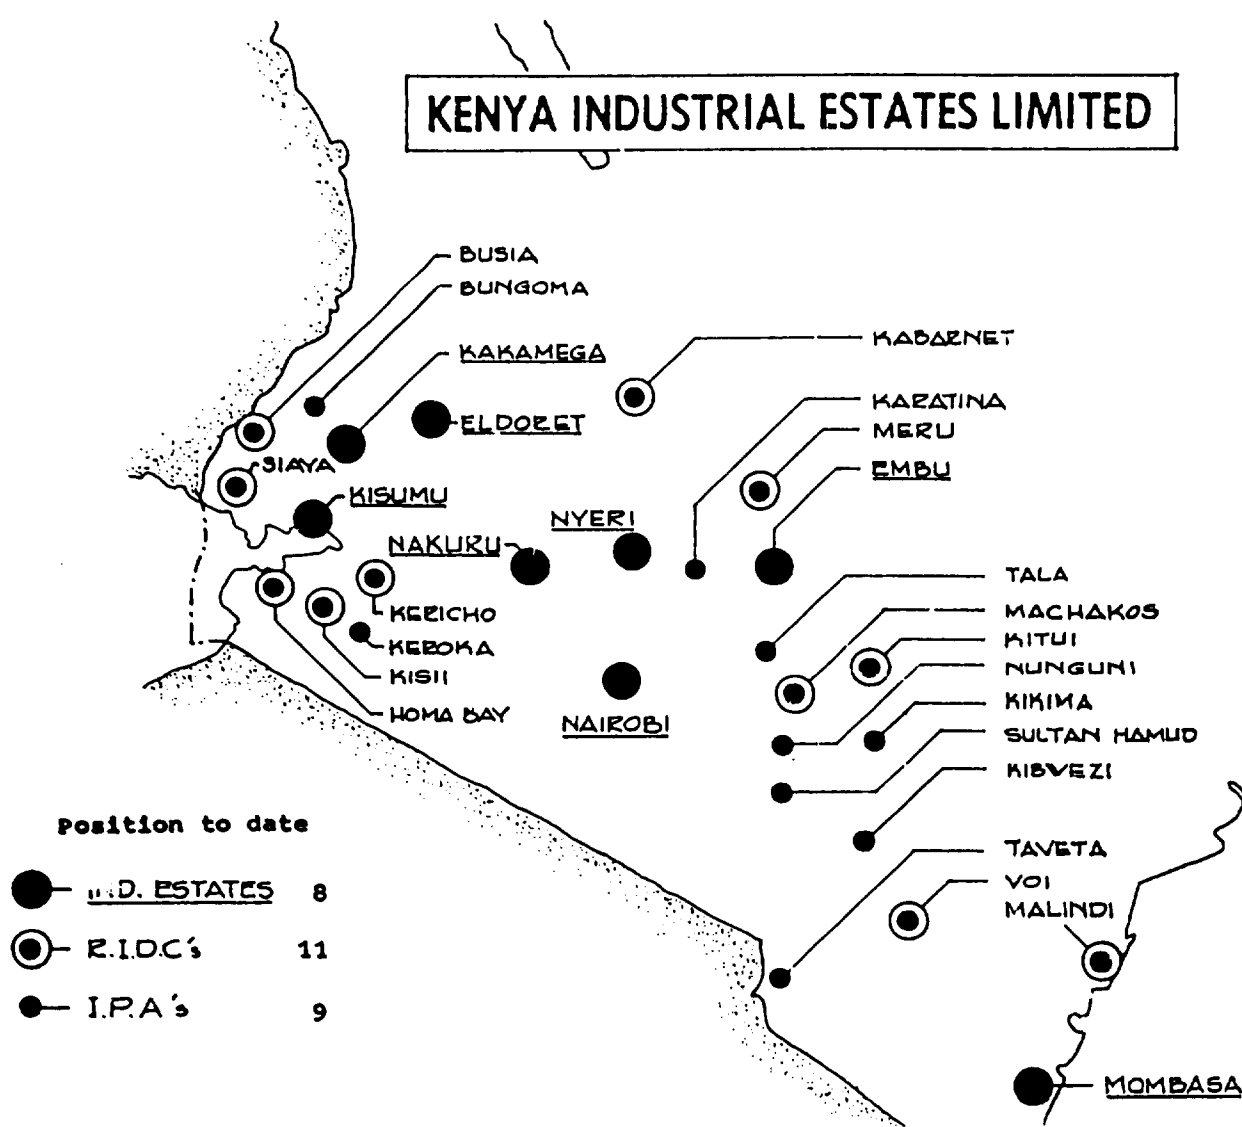 KENYA INDUSTRIAL ESTATES LIMITED
BUSIA
BUNGOMA
KAKAMEGA
KABARNET
ELDORET
KARATINA
MERU
EMBU
SIAYA
KISUMU
NYERI
NAKURU
TALA
KERICHO
MACHAKOS
KEROKA
KITUI
KISII
NUNGUNI
HOMA BAY
NAIROBI
KIKIMA
SULTAN HAMUD
KIBWEZI
Position to date
TAVETA
IND. ESTATES 8
VOI
MALINDI
R.I.D.C's 11
I.P.A's 9
MOMBASA